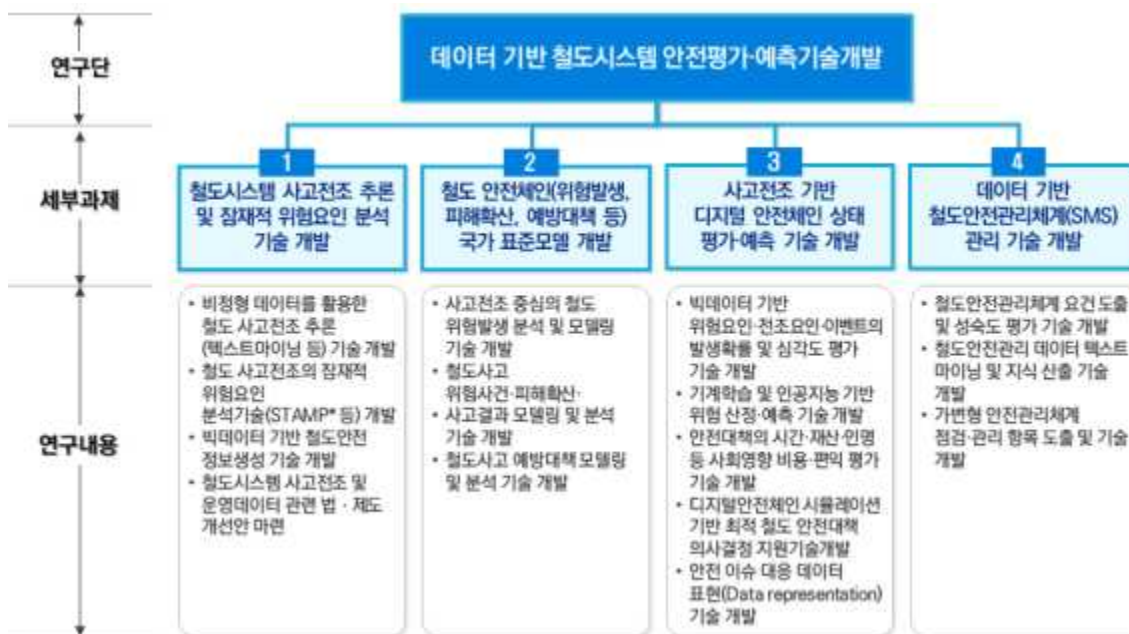 연구단
데이터 기반 철도시스템 안전평가·예측기술개발
세부과제
1
철도시스템 사고전조 추론
및 잠재적 위험요인 분석
기술 개발
2
철도 안전체인(위험발생,
피해확산, 예방대책 등)
국가 표준모델 개발
3
사고전조 기반
디지털 안전체인 상태
평가·예측 기술 개발
4
데이터 기반
철도안전관리체계(SMS)
관리 기술 개발
연구내용
• 비정형 데이터를 활용한
철도 사고전조 추론
(텍스트마이닝 등) 기술 개발
• 철도 사고전조의 잠재적
위험요인
분석기술(STAMP* 등) 개발
• 빅데이터 기반 철도안전
정보생성 기술 개발
• 철도시스템 사고전조 및
운영데이터 관련 법·제도
개선안 마련
• 사고전조 중심의 철도
위험발생 분석 및 모델링
기술 개발
• 철도사고
위험사건·피해확산·
• 사고결과 모델링 및 분석
기술 개발
• 철도사고 예방대책 모델링
및 분석 기술 개발
• 빅데이터 기반
위험요인·전조요인·이벤트의
발생확률 및 심각도 평가
기술 개발
• 기계학습 및 인공지능 기반
위험 산정·예측 기술 개발
• 안전대책의 시간·재산·인명
등 사회영향 비용·편익 평가
기술 개발
• 디지털안전체인 시뮬레이션
기반 최적 철도 안전대책
의사결정 지원기술개발
• 안전 이슈 대응 데이터
표현(Data representation)
기술 개발
• 철도안전관리체계 요건 도출
및 성숙도 평가 기술 개발
• 철도안전관리 데이터 텍스트
마이닝 및 지식 산출 기술
개발
• 가변형 안전관리체계
점검·관리 항목 도출 및 기술
개발